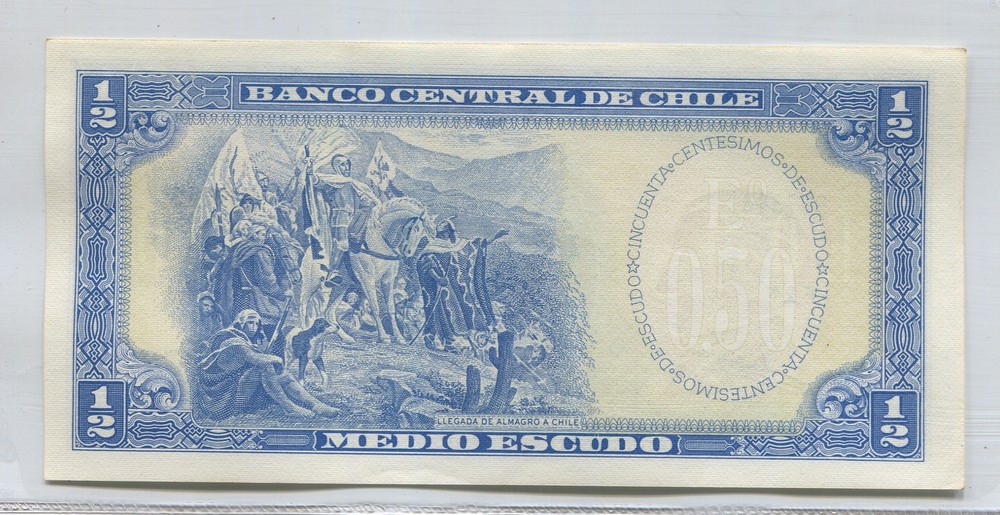 1/2
BANCO CENTRAL DE CHILE
1/2
CINCUENTA·CENTESIMOS·DE·ESCUDO☆CINCUENTA·CENTESIMOS·DE·ESCUDO☆
Eº
0.50
LLEGADA DE ALMAGRO A CHILE
1/2
MEDIO ESCUDO
1/2